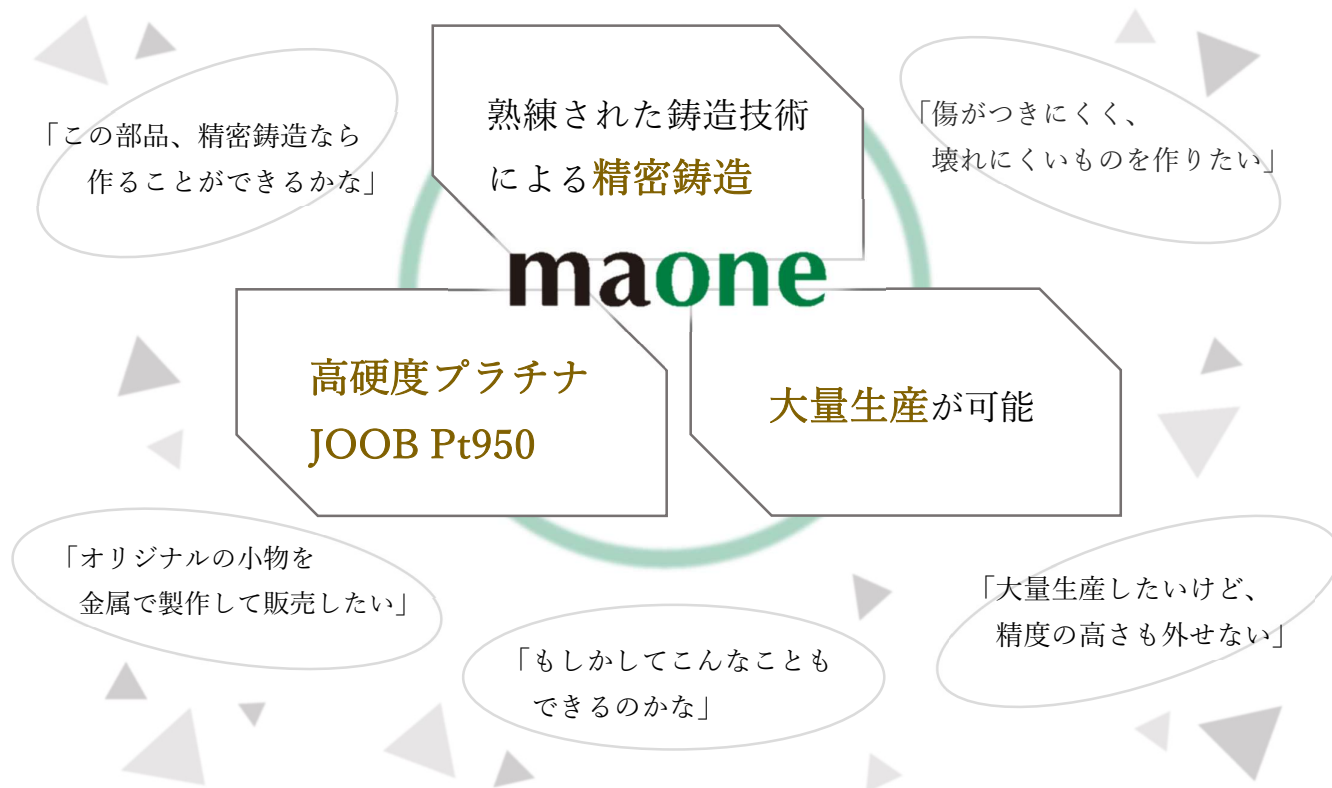 熟練された鋳造技術
による精密鋳造
「この部品、精密鋳造なら
作ることができるかな」
「傷がつきにくく、
壊れにくいものを作りたい」
maone
高硬度プラチナ
JOOB Pt950
大量生産が可能
「オリジナルの小物を
金属で製作して販売したい」
「もしかしてこんなことも
できるのかな」
「大量生産したいけど、
精度の高さも外せない」